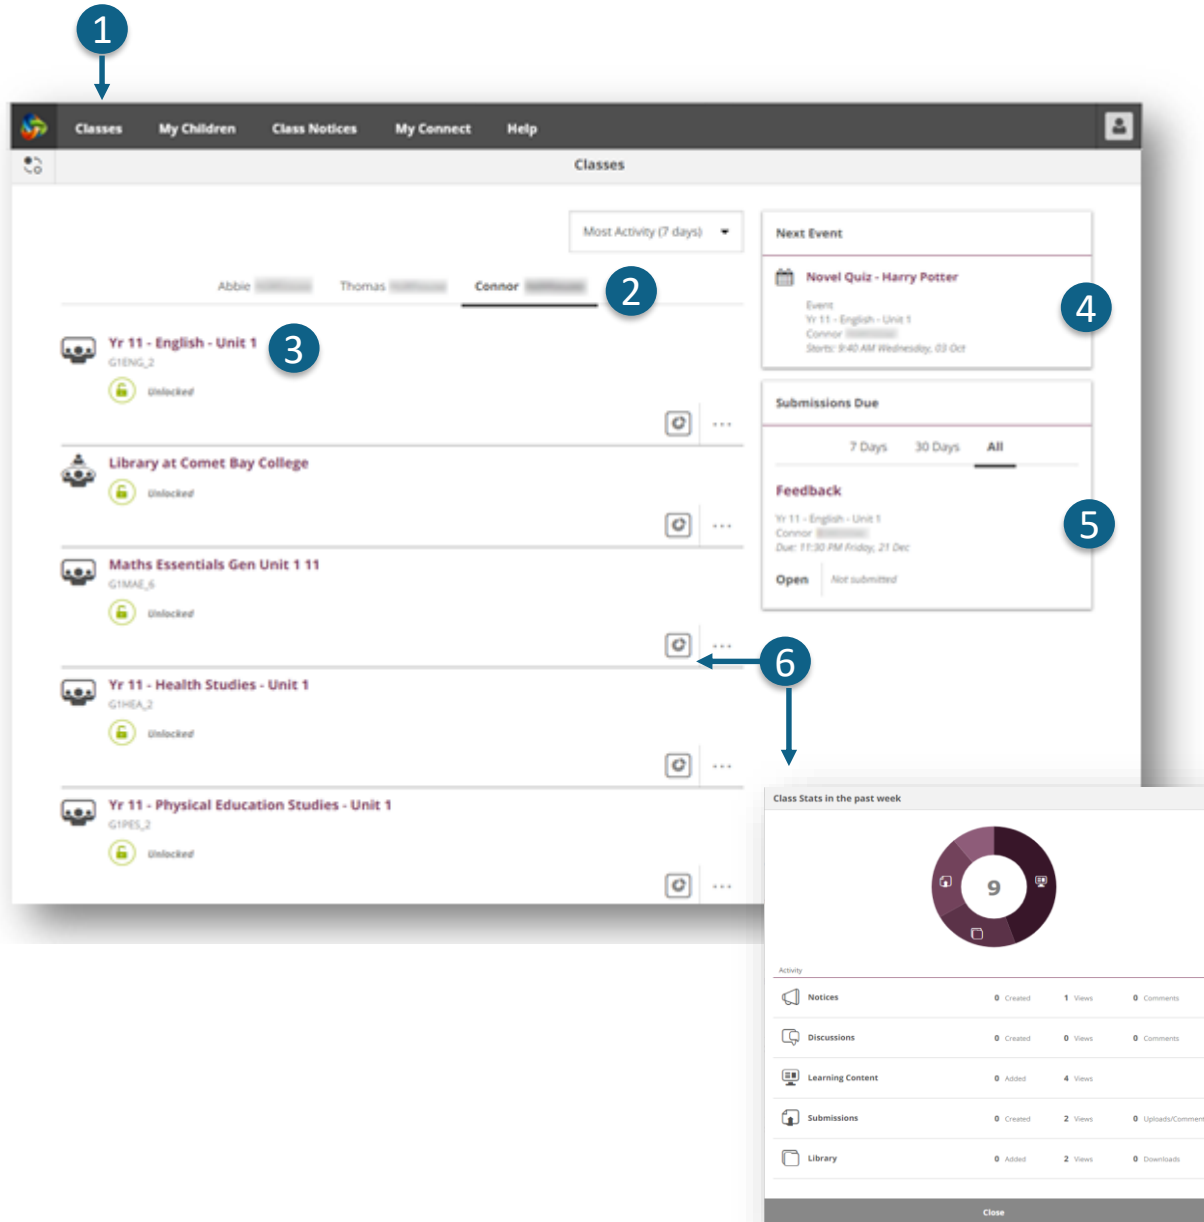 1
Classes My Children Class Notices My Connect Help
Classes
Most Activity (7 days)
Abbie Thomas Connor
2
Yr 11 - English - Unit 1
3
G1ENG_2
Unlocked
Library at Comet Bay College
Unlocked
Maths Essentials Gen Unit 1 11
G1MAE_6
Unlocked
Yr 11 - Health Studies - Unit 1
G1HEA_2
Unlocked
Yr 11 - Physical Education Studies - Unit 1
G1PES_2
Unlocked
Next Event
Novel Quiz - Harry Potter
Event
Yr 11 - English - Unit 1
Connor
Starts: 9:40 AM Wednesday, 03 Oct
4
Submissions Due
7 Days 30 Days All
Feedback
Yr 11 - English - Unit 1
Connor
Due: 11:30 PM Friday, 21 Dec
5
Open Not submitted
6
Class Stats in the past week
9
Activity
Notices 0 Created 1 Views 0 Comments
Discussions 0 Created 0 Views 0 Comments
Learning Content 0 Added 4 Views
Submissions 0 Created 2 Views 0 Uploads/Comment
Library 0 Added 2 Views 0 Downloads
Close